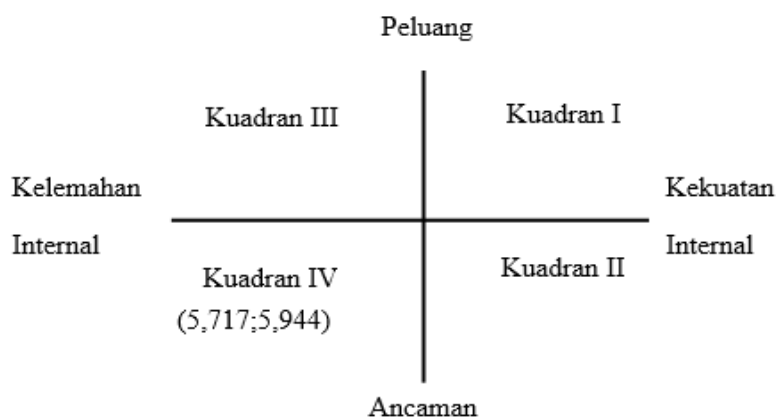 Peluang
Kuadran III
Kuadran I
Kelemahan
Internal
Kekuatan
Internal
Kuadran IV
(5,717;5,944)
Kuadran II
Ancaman